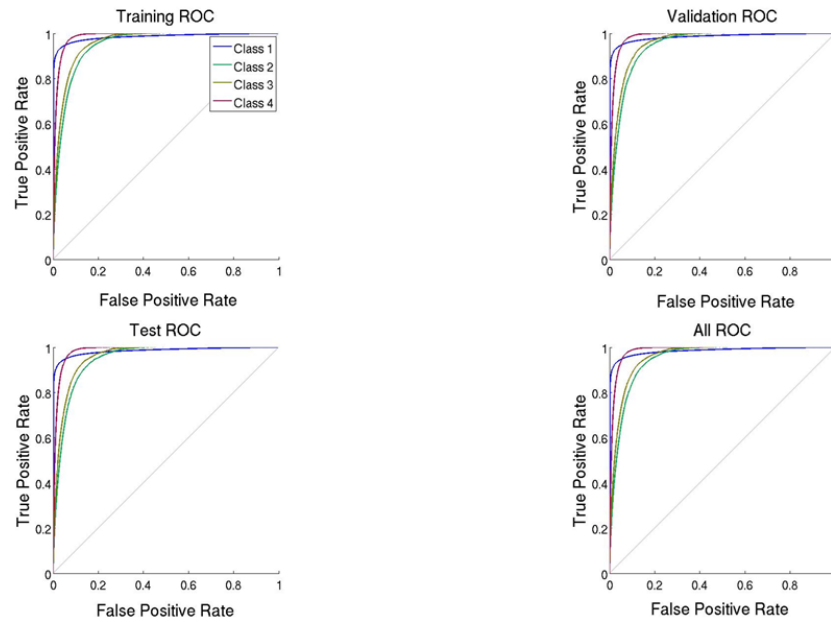 Training ROC
1
0.8
0.6
0.4
0.2
0
True Positive Rate
Class 1
Class 2
Class 3
Class 4
0 0.2 0.4 0.6 0.8 1
False Positive Rate
Validation ROC
1
0.8
0.6
0.4
0.2
0
True Positive Rate
0 0.2 0.4 0.6 0.8
False Positive Rate
Test ROC
1
0.8
0.6
0.4
0.2
0
True Positive Rate
0 0.2 0.4 0.6 0.8 1
False Positive Rate
All ROC
1
0.8
0.6
0.4
0.2
0
True Positive Rate
0 0.2 0.4 0.6 0.8
False Positive Rate